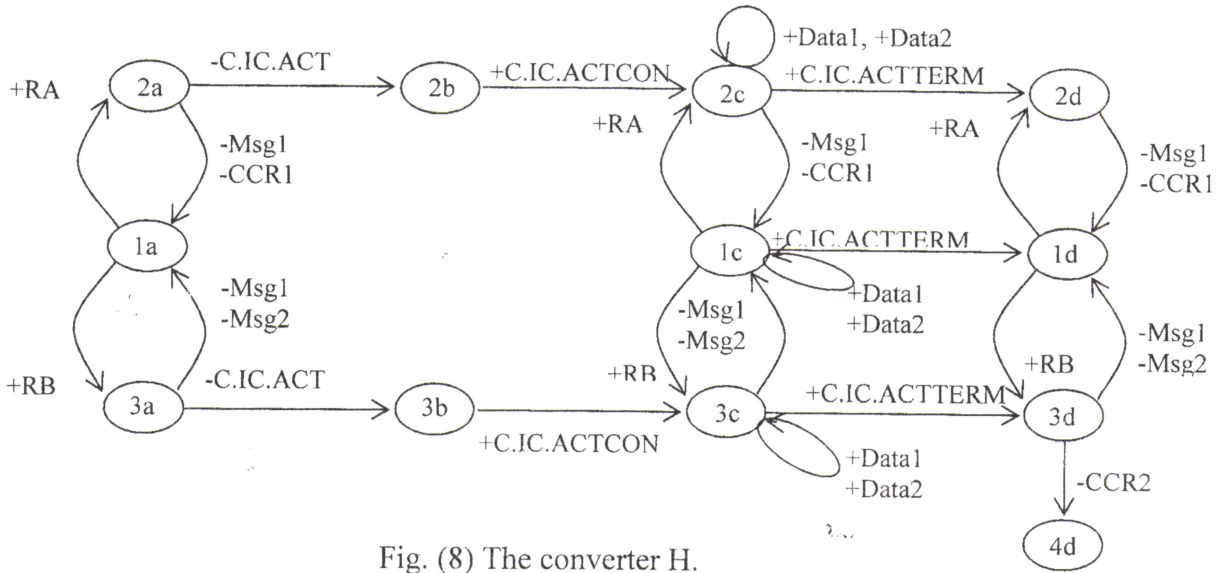 +Data1, +Data2
-C.IC.ACT
+C.IC.ACTCON
+C.IC.ACTTERM
+RA
2a
2b
2c
2d
+RA
+RA
-Msg1
-CCR1
-Msg1
-CCR1
-Msg1
-CCR1
1a
1c
+C.IC.ACTTERM
1d
-Msg1
-Msg2
+Data1
+Data2
-Msg1
-Msg2
-Msg1
-Msg2
+RB
-C.IC.ACT
+RB
+RB
+C.IC.ACTTERM
3a
3b
3c
3d
+C.IC.ACTCON
+Data1
+Data2
-CCR2
4d
Fig. (8) The converter H.